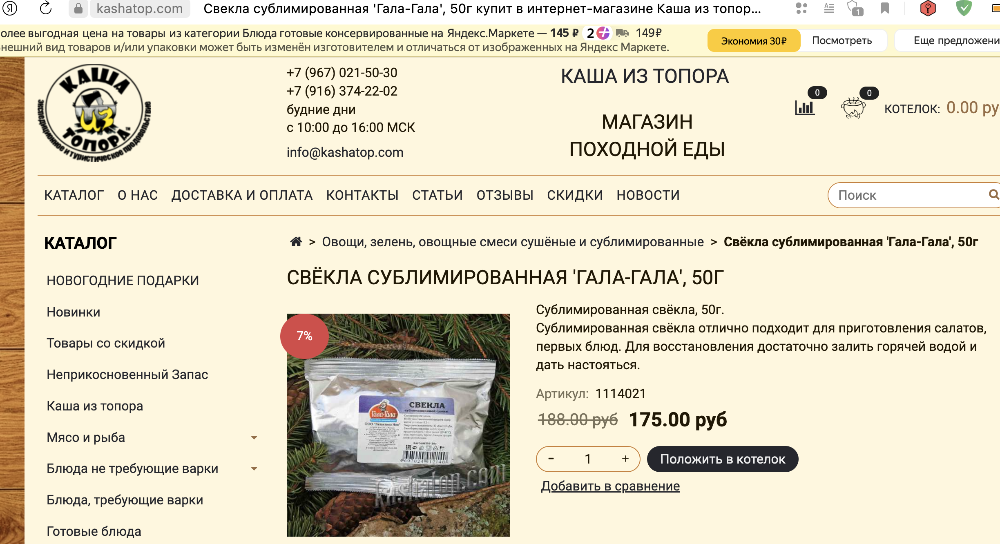 Я
kashatop.com
Свекла сублимированная 'Гала-Гала', 50г купит в интернет-магазине Каша из топор...
1
олее выгодная цена на товары из категории Блюда готовые консервированные на Яндекс.Маркете — 145 ₽ 2 149₽
нешний вид товаров и/или упаковки может быть изменён изготовителем и отличаться от изображенных на Яндекс Маркете.
Экономия 30₽
Посмотреть
Еще предложени
КАША
ИЗ
ТОПОРА
TM
экспедиционное и туристическое продовольствие
+7 (967) 021-50-30
+7 (916) 374-22-02
будние дни
с 10:00 до 16:00 МСК
info@kashatop.com
КАША ИЗ ТОПОРА
МАГАЗИН
ПОХОДНОЙ ЕДЫ
0
0
КОТЕЛОК: 0.00 ру
КАТАЛОГ О НАС ДОСТАВКА И ОПЛАТА КОНТАКТЫ СТАТЬИ ОТЗЫВЫ СКИДКИ НОВОСТИ
Поиск
КАТАЛОГ
НОВОГОДНИЕ ПОДАРКИ
Новинки
Товары со скидкой
Неприкосновенный Запас
Каша из топора
Мясо и рыба
Блюда не требующие варки
Блюда, требующие варки
Готовые блюда
> Овощи, зелень, овощные смеси сушёные и сублимированные > Свёкла сублимированная 'Гала-Гала', 50г
СВЁКЛА СУБЛИМИРОВАННАЯ 'ГАЛА-ГАЛА', 50Г
7%
Гала-Гала
ООО "Галактика Ник"
СВЕКЛА
сублимационной сушки
МАССА НЕТТО - 50 г
EAC
4607024912140
kashatop.com
Сублимированная свёкла, 50г.
Сублимированная свёкла отлично подходит для приготовления салатов,
первых блюд. Для восстановления достаточно залить горячей водой и
дать настояться.
Артикул: 1114021
188.00 руб 175.00 руб
- 1 +
Положить в котелок
Добавить в сравнение